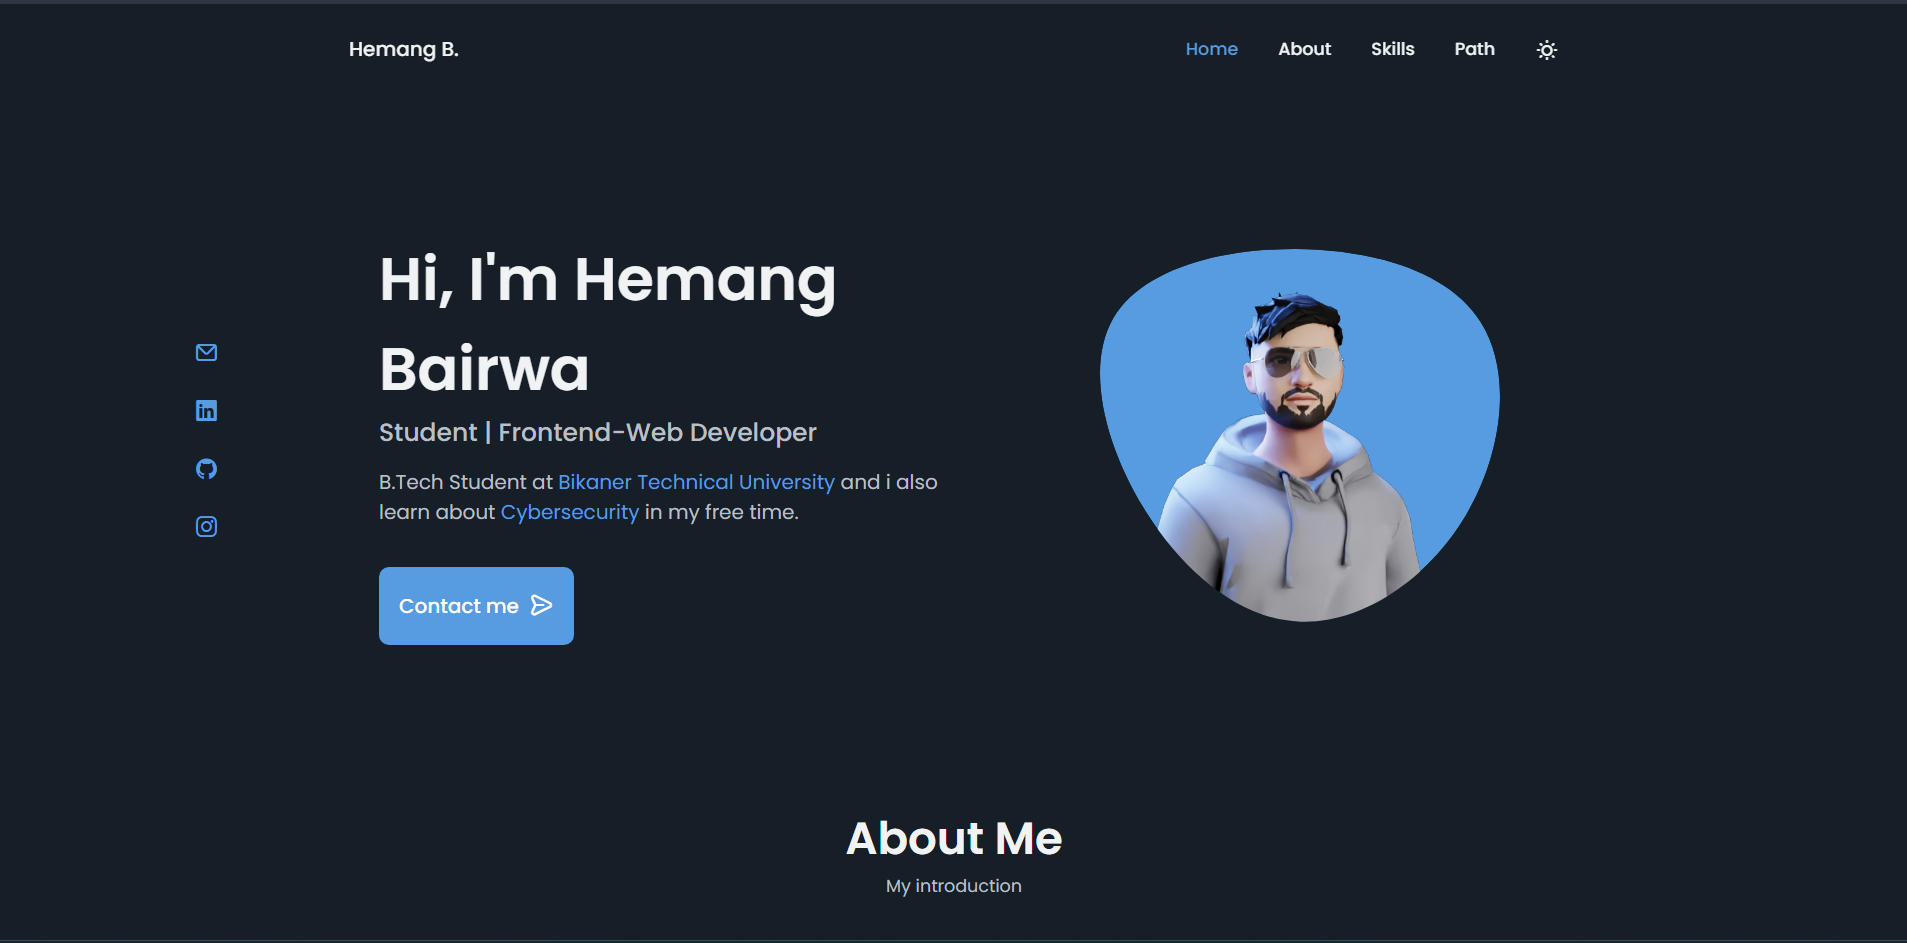 Hemang B.
Home About Skills Path
Hi, I'm Hemang
Bairwa
Student | Frontend-Web Developer
B.Tech Student at Bikaner Technical University and i also
learn about Cybersecurity in my free time.
Contact me
About Me
My introduction